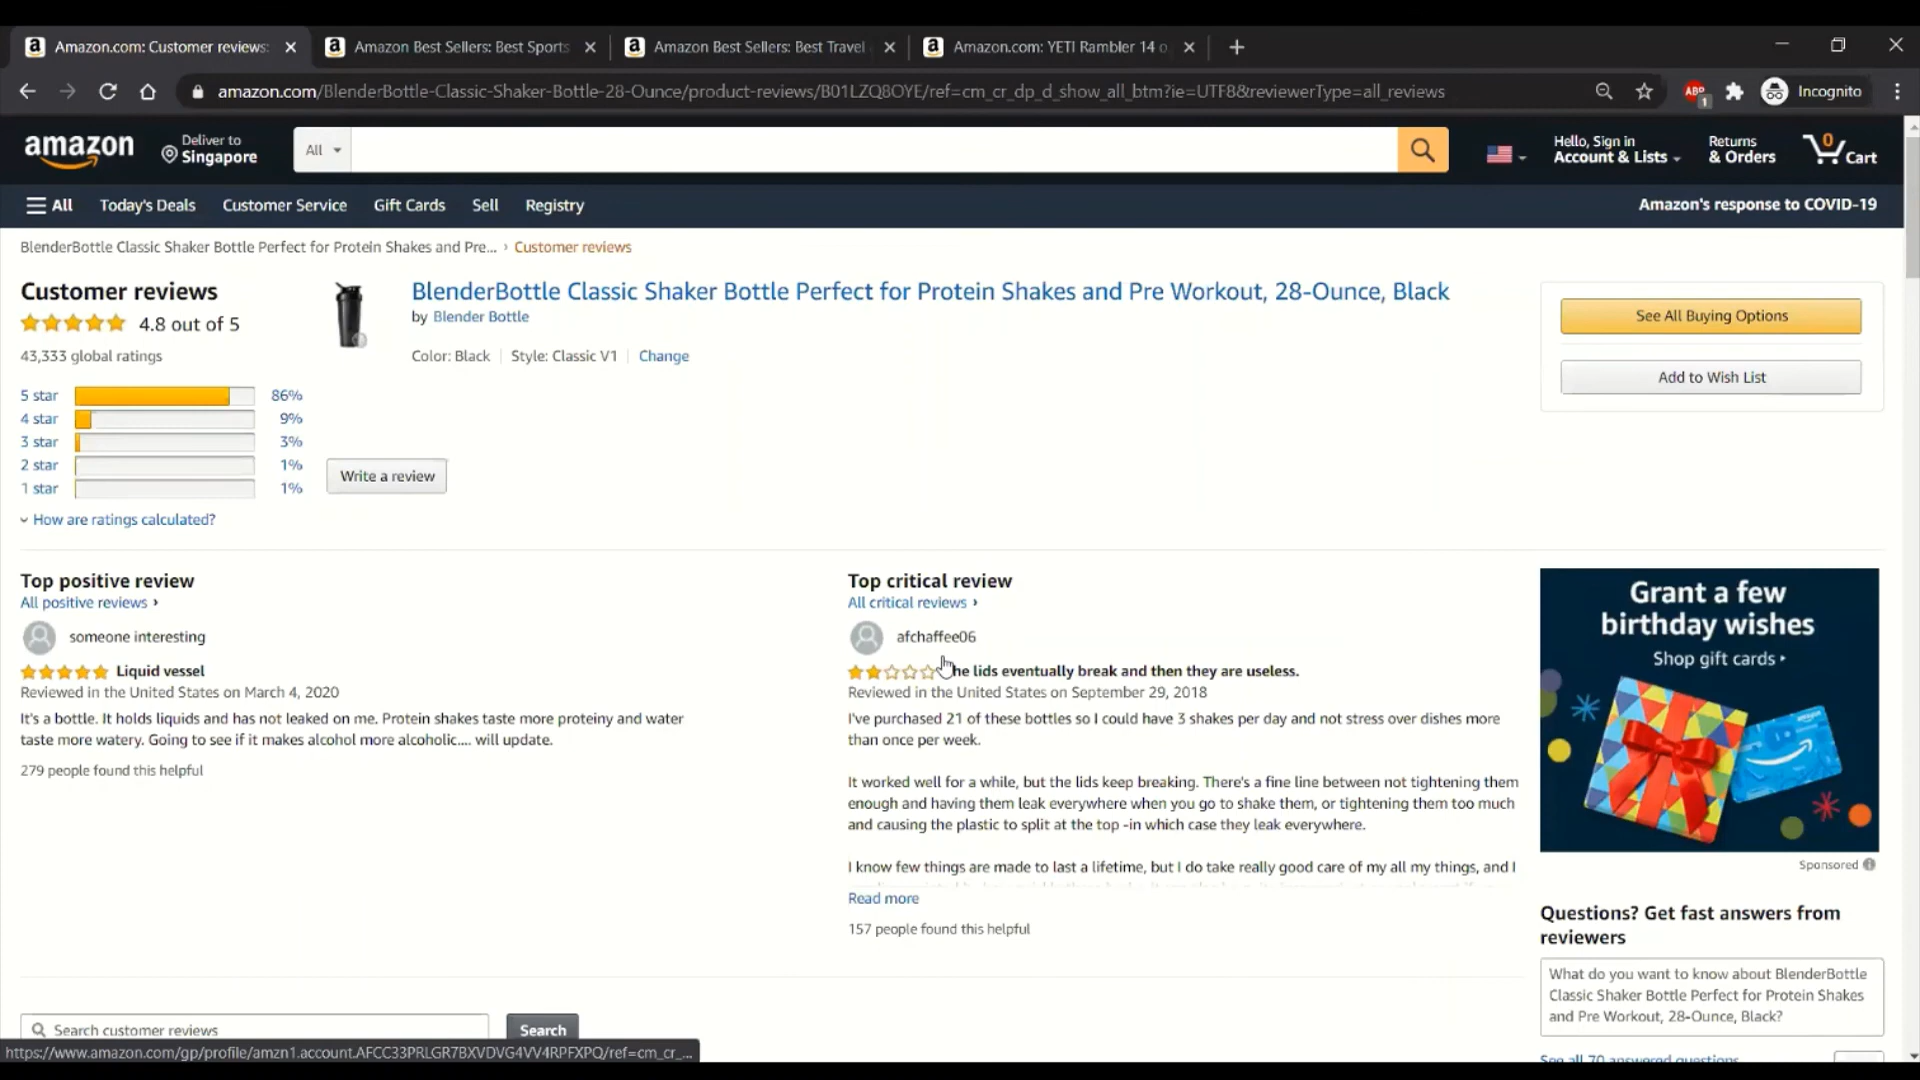 Amazon.com: Customer reviews:
Amazon Best Sellers: Best Sports
Amazon Best Sellers: Best Travel
Amazon.com: YETI Rambler 14 o
amazon.com/BlenderBottle-Classic-Shaker-Bottle-28-Ounce/product-reviews/B01LZQ8OYE/ref=cm_cr_dp_d_show_all_btm?ie=UTF8&reviewerType=all_reviews
ABP
1
Incognito
amazon
Deliver to
Singapore
All
Hello, Sign in
Account & Lists
Returns
& Orders
0
Cart
All
Today's Deals
Customer Service
Gift Cards
Sell
Registry
Amazon's response to COVID-19
BlenderBottle Classic Shaker Bottle Perfect for Protein Shakes and Pre... › Customer reviews
Customer reviews
4.8 out of 5
43,333 global ratings
5 star 86%
4 star 9%
3 star 3%
2 star 1%
1 star 1%
How are ratings calculated?
BlenderBottle Classic Shaker Bottle Perfect for Protein Shakes and Pre Workout, 28-Ounce, Black
by Blender Bottle
Color: Black | Style: Classic V1 | Change
Write a review
See All Buying Options
Add to Wish List
Top positive review
All positive reviews ›
someone interesting
Liquid vessel
Reviewed in the United States on March 4, 2020
It's a bottle. It holds liquids and has not leaked on me. Protein shakes taste more proteiny and water
taste more watery. Going to see if it makes alcohol more alcoholic.... will update.
279 people found this helpful
Top critical review
All critical reviews ›
afchaffee06
he lids eventually break and then they are useless.
Reviewed in the United States on September 29, 2018
I've purchased 21 of these bottles so I could have 3 shakes per day and not stress over dishes more
than once per week.
It worked well for a while, but the lids keep breaking. There's a fine line between not tightening them
enough and having them leak everywhere when you go to shake them, or tightening them too much
and causing the plastic to split at the top -in which case they leak everywhere.
I know few things are made to last a lifetime, but I do take really good care of my all my things, and I
Read more
157 people found this helpful
Grant a few
birthday wishes
Shop gift cards
Sponsored
Questions? Get fast answers from
reviewers
What do you want to know about BlenderBottle
Classic Shaker Bottle Perfect for Protein Shakes
and Pre Workout, 28-Ounce, Black?
See all 70 answered questions
Search customer reviews
Search
https://www.amazon.com/gp/profile/amzn1.account.AFCC33PRLGR7BXVDVG4VV4RPFXPQ/ref=cm_cr_...